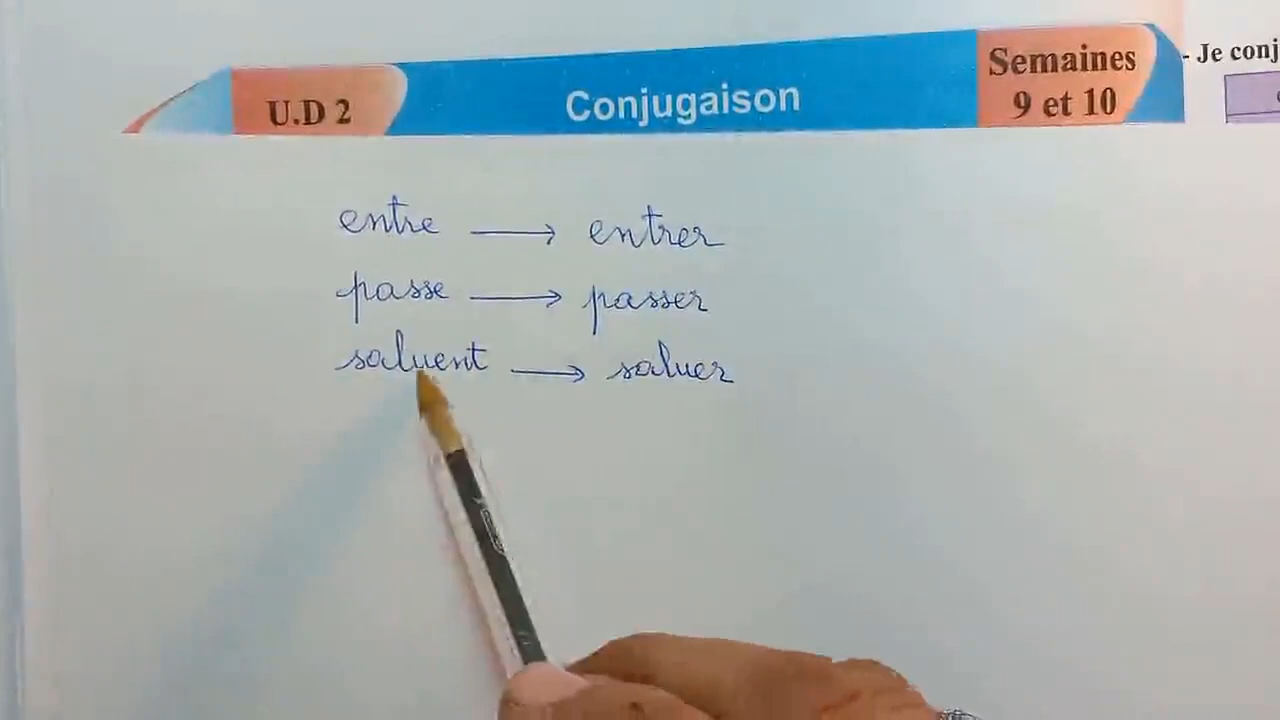 U.D 2
Conjugaison
Semaines
9 et 10
- Je conj
entre → entrer
passe → passer
saluent → saluer